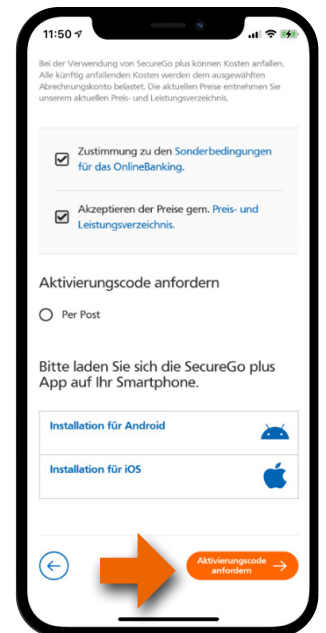 11:50
Bei der Verwendung von SecureGo plus können Kosten anfallen.
Alle künftig anfallenden Kosten werden dem ausgewählten
Abrechnungskonto belastet. Die aktuellen Preise entnehmen Sie
unserem aktuellen Preis- und Leistungsverzeichnis.
Zustimmung zu den Sonderbedingungen
für das OnlineBanking.
Akzeptieren der Preise gem. Preis- und
Leistungsverzeichnis.
Aktivierungscode anfordern
Per Post
Bitte laden Sie sich die SecureGo plus
App auf Ihr Smartphone.
Installation für Android
Installation für iOS
Aktivierungscode
anfordern